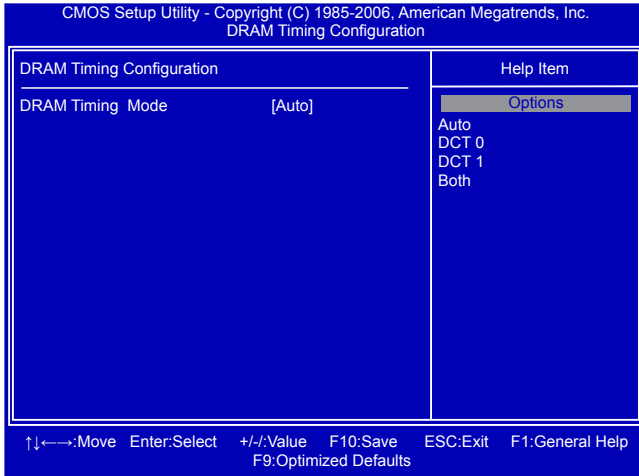 CMOS Setup Utility - Copyright (C) 1985-2006, American Megatrends, Inc.
DRAM Timing Configuration
DRAM Timing Configuration
Help Item
DRAM Timing Mode [Auto]
Options
Auto
DCT 0
DCT 1
Both
↑↓←→:Move Enter:Select +/-/:Value F10:Save ESC:Exit F1:General Help
F9:Optimized Defaults